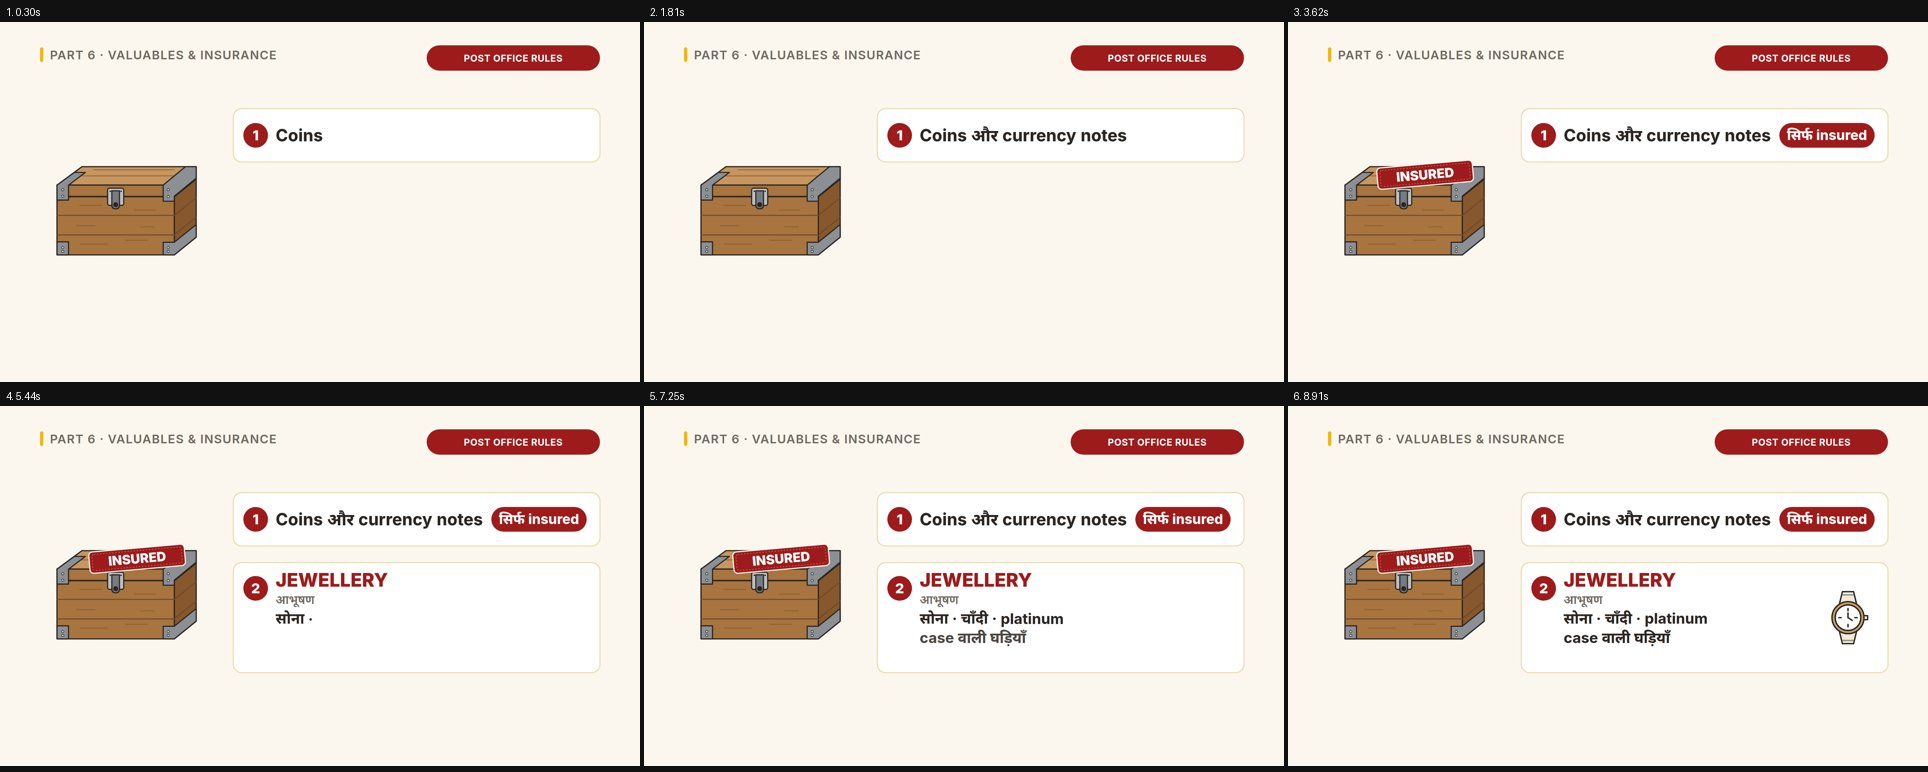 1. 0.30s
PART 6 · VALUABLES & INSURANCE
POST OFFICE RULES
1 Coins
2. 1.81s
PART 6 · VALUABLES & INSURANCE
POST OFFICE RULES
1 Coins और currency notes
3. 3.62s
PART 6 · VALUABLES & INSURANCE
POST OFFICE RULES
1 Coins और currency notes सिर्फ insured
INSURED
4. 5.44s
PART 6 · VALUABLES & INSURANCE
POST OFFICE RULES
1 Coins और currency notes सिर्फ insured
INSURED
2 JEWELLERY
आभूषण
सोना ·
5. 7.25s
PART 6 · VALUABLES & INSURANCE
POST OFFICE RULES
1 Coins और currency notes सिर्फ insured
INSURED
2 JEWELLERY
आभूषण
सोना · चाँदी · platinum
case वाली घड़ियाँ
6. 8.91s
PART 6 · VALUABLES & INSURANCE
POST OFFICE RULES
1 Coins और currency notes सिर्फ insured
INSURED
2 JEWELLERY
आभूषण
सोना · चाँदी · platinum
case वाली घड़ियाँ